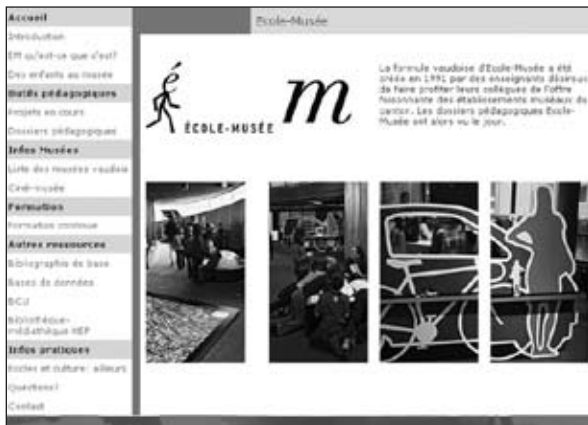 Accueil
Introduction
EM qu'est-ce que c'est?
Des enfants au musée
Outils pédagogiques
Projets en cours
Dossiers pédagogiques
Infos Musées
Liste des musées vaudois
Ciné-musée
Formation
Formation continue
Autres ressources
Bibliographie de base
Bases de données
BCU
Bibliothèque-
médiathèque HEP
Infos pratiques
Ecoles et culture: ailleurs
Questions?
Contact
Ecole-Musée
é
m
ÉCOLE-MUSÉE
La formule vaudoise d'Ecole-Musée a été
créée en 1991 par des enseignants désireux
de faire profiter leurs collègues de l'offre
foisonnante des établissements muséaux du
canton. Les dossiers pédagogiques Ecole-
Musée ont alors vu le jour.